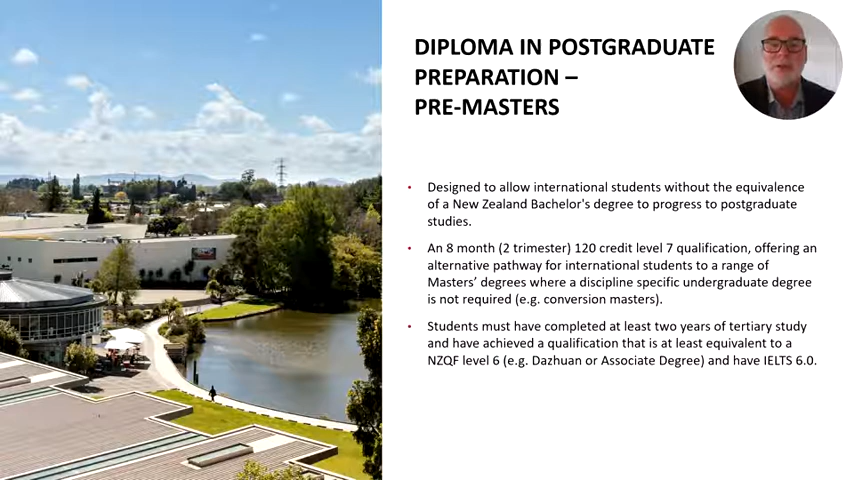 DIPLOMA IN POSTGRADUATE
PREPARATION –
PRE-MASTERS
• Designed to allow international students without the equivalence
of a New Zealand Bachelor's degree to progress to postgraduate
studies.
• An 8 month (2 trimester) 120 credit level 7 qualification, offering an
alternative pathway for international students to a range of
Masters' degrees where a discipline specific undergraduate degree
is not required (e.g. conversion masters).
• Students must have completed at least two years of tertiary study
and have achieved a qualification that is at least equivalent to a
NZQF level 6 (e.g. Dazhuan or Associate Degree) and have IELTS 6.0.